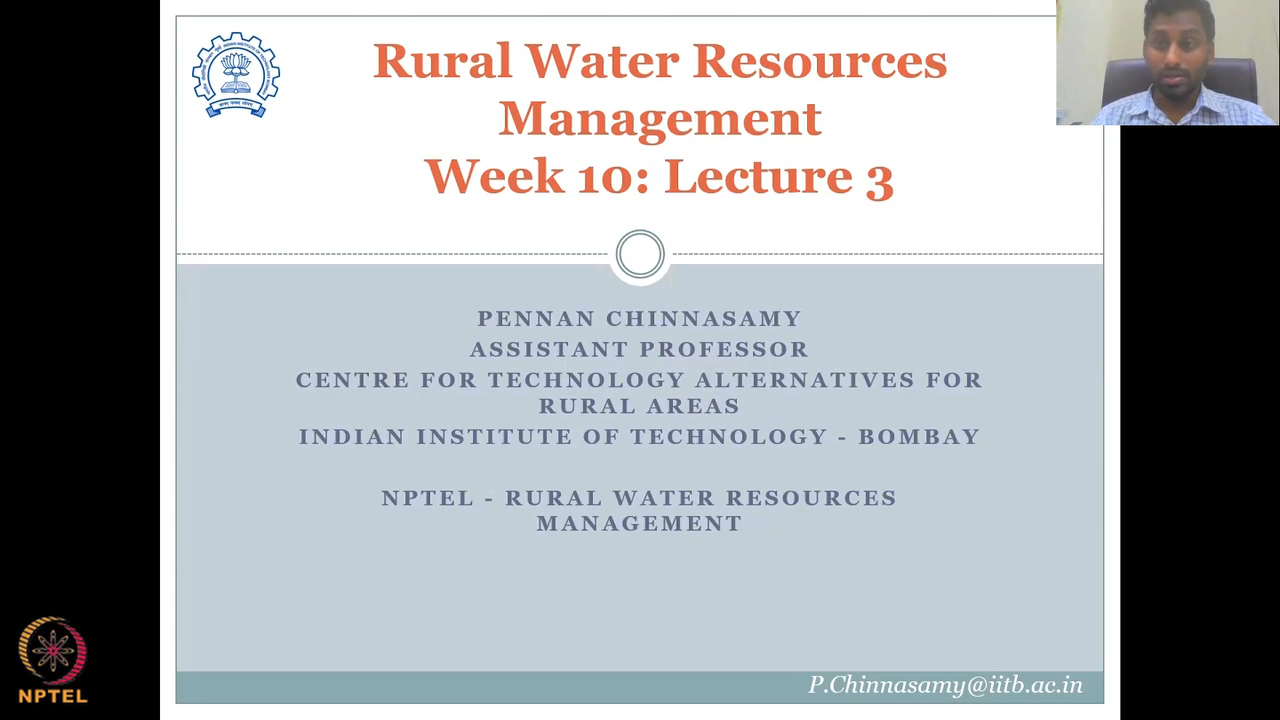 Rural Water Resources
Management
Week 10: Lecture 3
PENNAN CHINNASAMY
ASSISTANT PROFESSOR
CENTRE FOR TECHNOLOGY ALTERNATIVES FOR
RURAL AREAS
INDIAN INSTITUTE OF TECHNOLOGY - BOMBAY
NPTEL - RURAL WATER RESOURCES
MANAGEMENT
P.Chinnasamy@iitb.ac.in
NPTEL